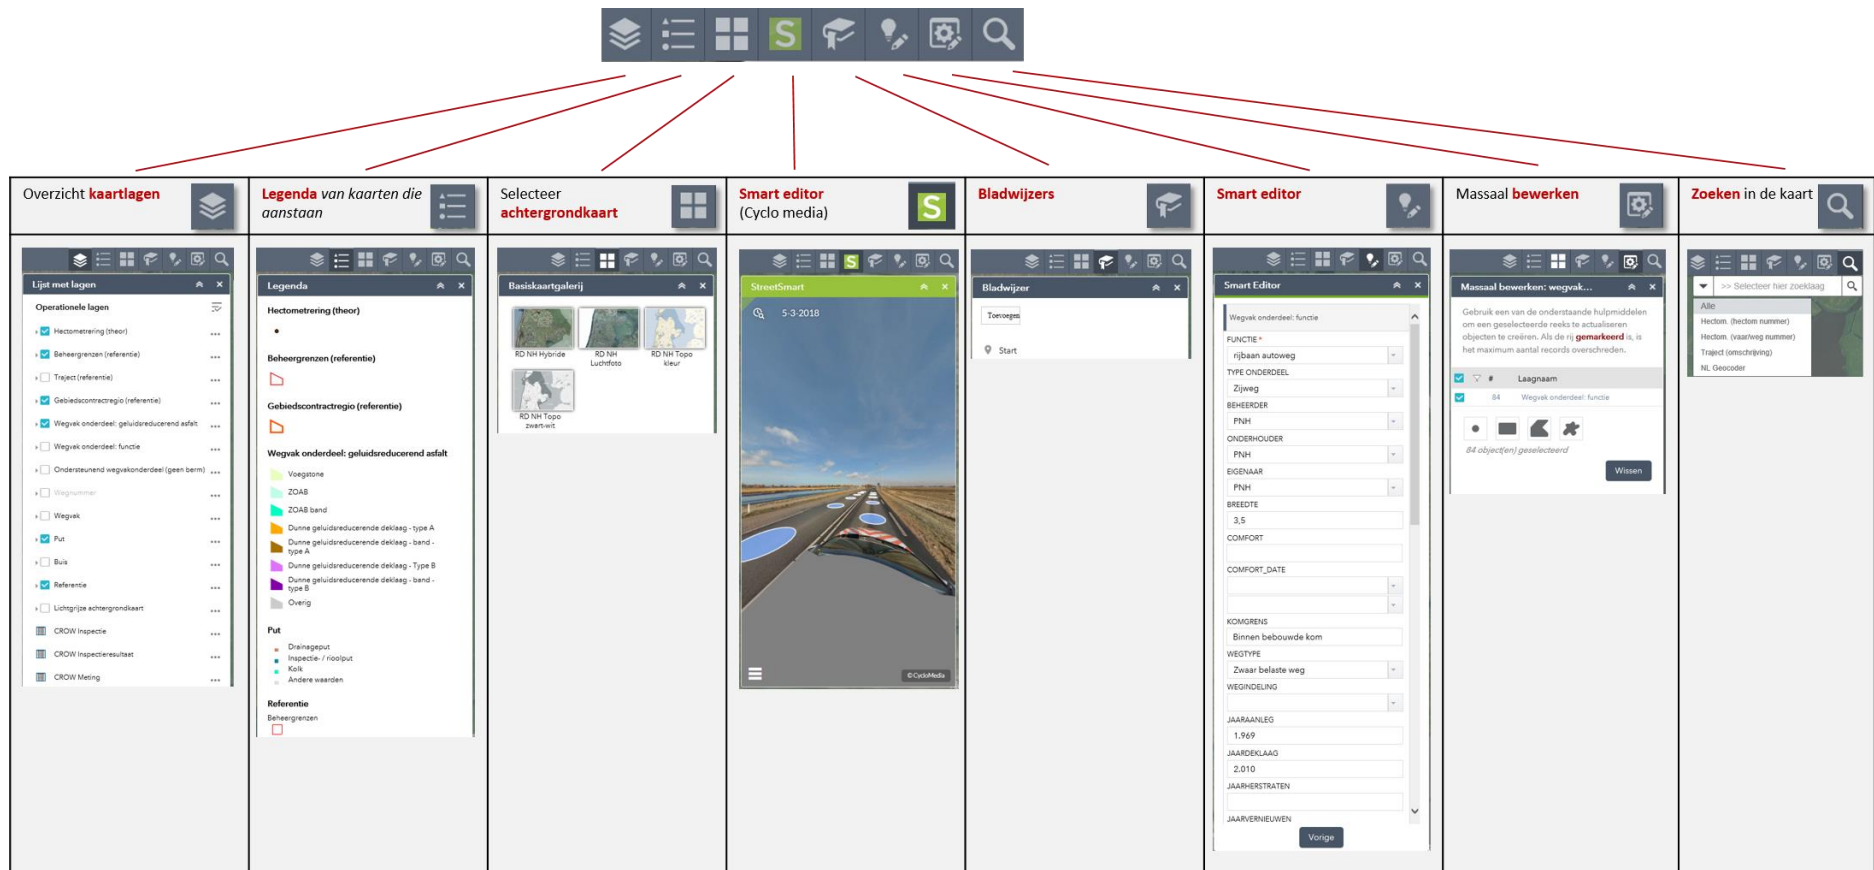 S
Overzicht kaartlagen
Legenda van kaarten die
aanstaan
Selecteer
achtergrondkaart
Smart editor
(Cyclo media)
S
Bladwijzers
Smart editor
Massaal bewerken
Zoeken in de kaart
Lijst met lagen
Operationele lagen
Hectometrering (theor)
Beheergrenzen (referentie)
Traject (referentie)
Gebiedscontractregio (referentie)
Wegvak onderdeel: geluidsreducerend asfalt
Wegvak onderdeel: functie
Ondersteunend wegvakonderdeel (geen berm)
Wegnummer
Wegvak
Put
Buis
Referentie
Lichtgrijze achtergrondkaart
CROW Inspectie
CROW Inspectieresultaat
CROW Meting
Legenda
Hectometrering (theor)
Beheergrenzen (referentie)
Gebiedscontractregio (referentie)
Wegvak onderdeel: geluidsreducerend asfalt
Voegstone
ZOAB
ZOAB band
Dunne geluidsreducerende deklaag - type A
Dunne geluidsreducerende deklaag - band -
type A
Dunne geluidsreducerende deklaag - Type B
Dunne geluidsreducerende deklaag - band -
type B
Overig
Put
Drainageput
Inspectie- / rioolput
Kolk
Andere waarden
Referentie
Beheergrenzen
Basiskaartgalerij
RD NH Hybride
RD NH
Luchtfoto
RD NH Topo
kleur
RD NH Topo
zwart-wit
S
StreetSmart
5-3-2018
©CycloMedia
Bladwijzer
Toevoegen
Start
Smart Editor
Wegvak onderdeel: functie
FUNCTIE *
rijbaan autoweg
TYPE ONDERDEEL
Zijweg
BEHEERDER
PNH
ONDERHOUDER
PNH
EIGENAAR
PNH
BREEDTE
3,5
COMFORT
COMFORT_DATE
KOMGRENS
Binnen bebouwde kom
WEGTYPE
Zwaar belaste weg
WEGINDELING
JAARAANLEG
1.969
JAARDEKLAAG
2.010
JAARHERSTRATEN
JAARVERNIEUWEN
Vorige
Massaal bewerken: wegvak...
Gebruik een van de onderstaande hulpmiddelen
om een geselecteerde reeks te actualiseren
objecten te creëren. Als de rij gemarkeerd is, is
het maximum aantal records overschreden.
# Laagnaam
84 Wegvak onderdeel: functie
84 object(en) geselecteerd
Wissen
>> Selecteer hier zoeklaag
Alle
Hectom. (hectom nummer)
Hectom. (vaar/weg nummer)
Traject (omschrijving)
NL Geocoder